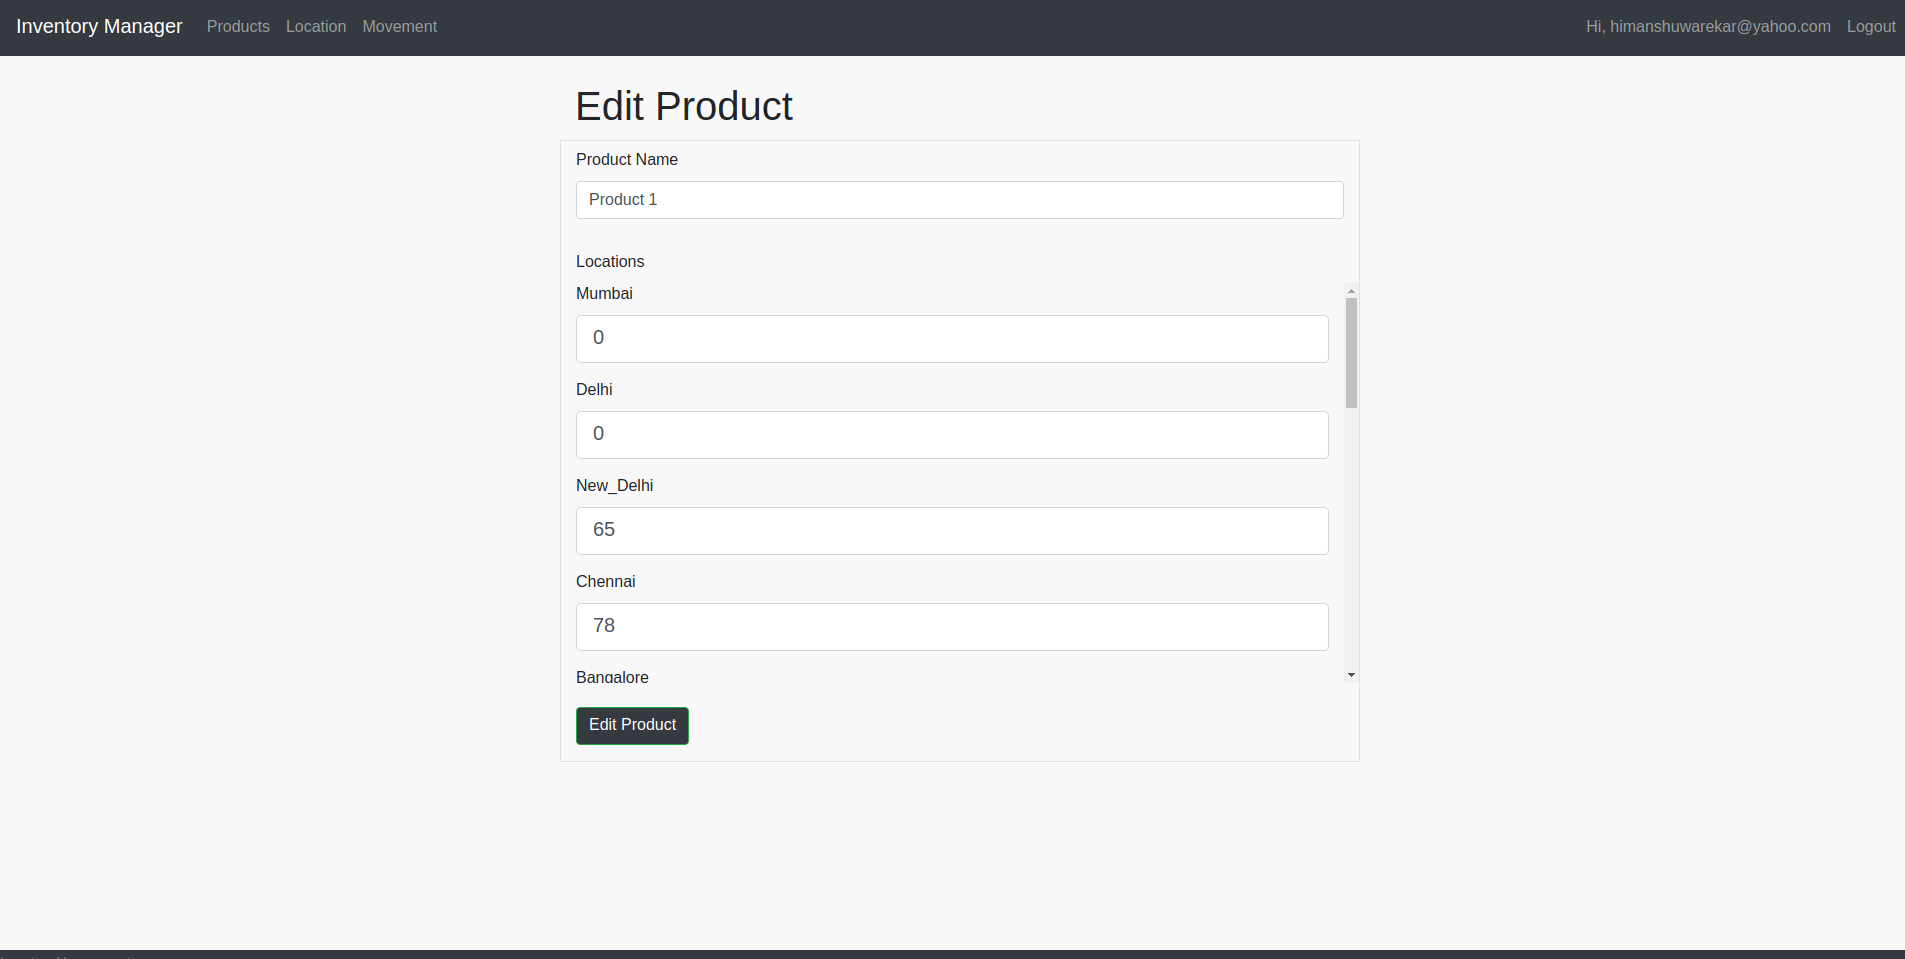 Inventory Manager Products Location Movement Hi, himanshuwarekar@yahoo.com Logout
Edit Product
Product Name
Product 1
Locations
Mumbai
0
Delhi
0
New_Delhi
65
Chennai
78
Bangalore
Edit Product